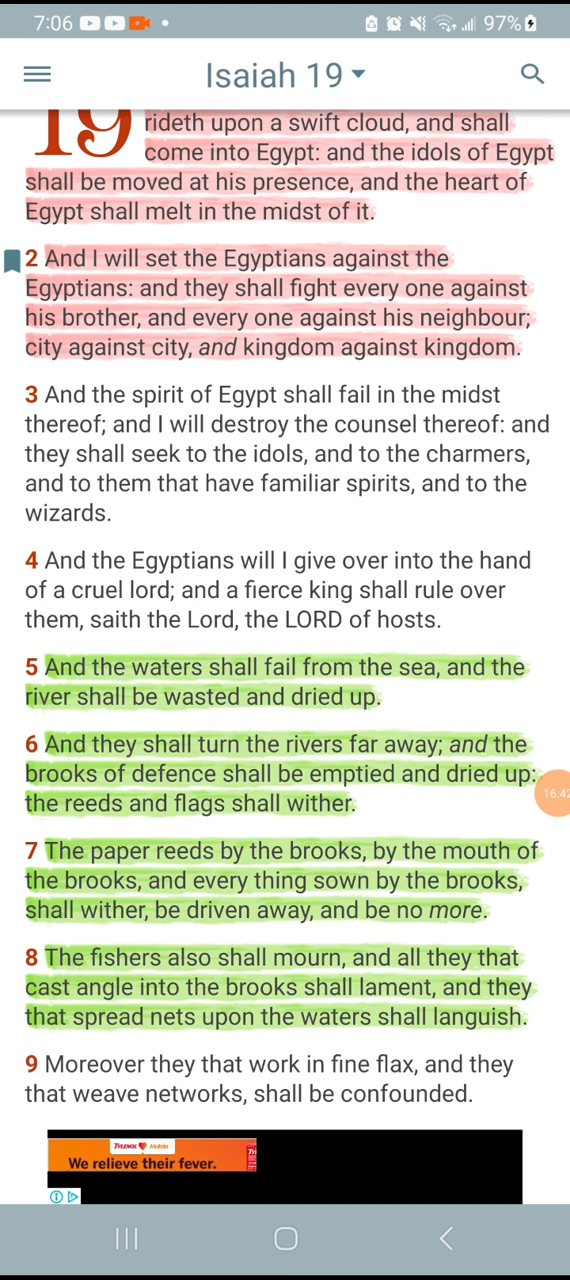 7:06
97%
Isaiah 19
19 rideth upon a swift cloud, and shall
come into Egypt: and the idols of Egypt
shall be moved at his presence, and the heart of
Egypt shall melt in the midst of it.
2 And I will set the Egyptians against the
Egyptians: and they shall fight every one against
his brother, and every one against his neighbour;
city against city, and kingdom against kingdom.
3 And the spirit of Egypt shall fail in the midst
thereof; and I will destroy the counsel thereof: and
they shall seek to the idols, and to the charmers,
and to them that have familiar spirits, and to the
wizards.
4 And the Egyptians will I give over into the hand
of a cruel lord; and a fierce king shall rule over
them, saith the Lord, the LORD of hosts.
5 And the waters shall fail from the sea, and the
river shall be wasted and dried up.
6 And they shall turn the rivers far away; and the
brooks of defence shall be emptied and dried up:
the reeds and flags shall wither.
16:42
7 The paper reeds by the brooks, by the mouth of
the brooks, and every thing sown by the brooks,
shall wither, be driven away, and be no more.
8 The fishers also shall mourn, and all they that
cast angle into the brooks shall lament, and they
that spread nets upon the waters shall languish.
9 Moreover they that work in fine flax, and they
that weave networks, shall be confounded.
TYLENOL Motrin
We relieve their fever.